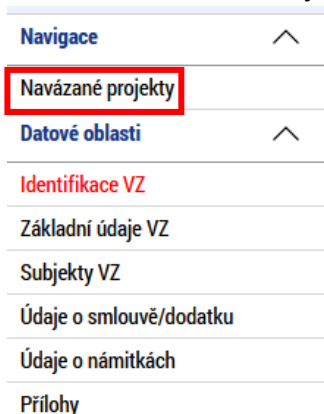 Navigace
Navázané projekty
Datové oblasti
Identifikace VZ
Základní údaje VZ
Subjekty VZ
Údaje o smlouvě/dodatku
Údaje o námitkách
Přílohy